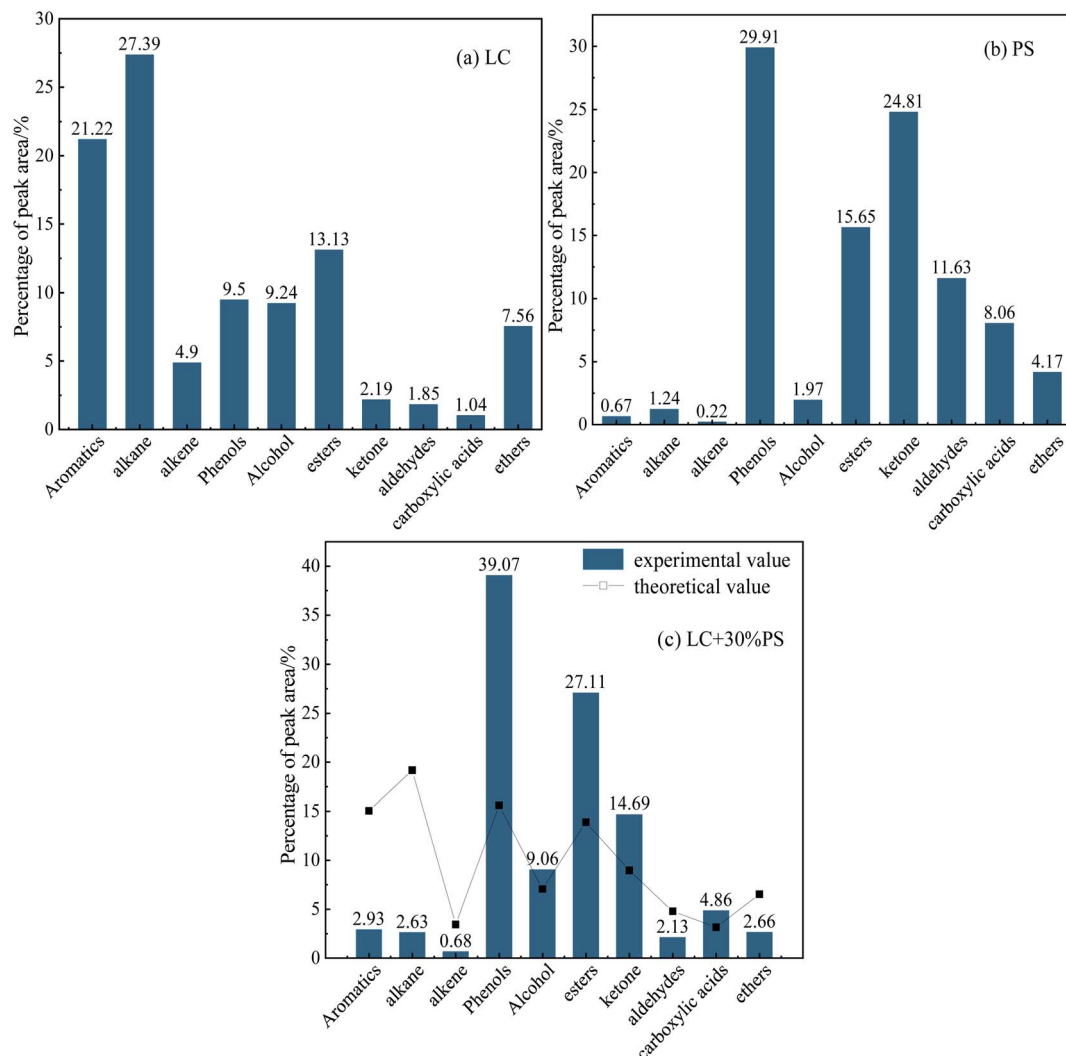 (a) LC
Percentage of peak area/%
30
25
20
15
10
5
0
21.22
27.39
4.9
9.5
9.24
13.13
2.19
1.85
1.04
7.56
Aromatics
alkane
alkene
Phenols
Alcohol
esters
ketone
aldehydes
carboxylic acids
ethers
(b) PS
Percentage of peak area/%
30
25
20
15
10
5
0
0.67
1.24
0.22
29.91
1.97
15.65
24.81
11.63
8.06
4.17
Aromatics
alkane
alkene
Phenols
Alcohol
esters
ketone
aldehydes
carboxylic acids
ethers
experimental value
theoretical value
(c) LC+30%PS
Percentage of peak area/%
40
35
30
25
20
15
10
5
0
2.93
2.63
0.68
39.07
9.06
27.11
14.69
2.13
4.86
2.66
Aromatics
alkane
alkene
Phenols
Alcohol
esters
ketone
aldehydes
carboxylic acids
ethers